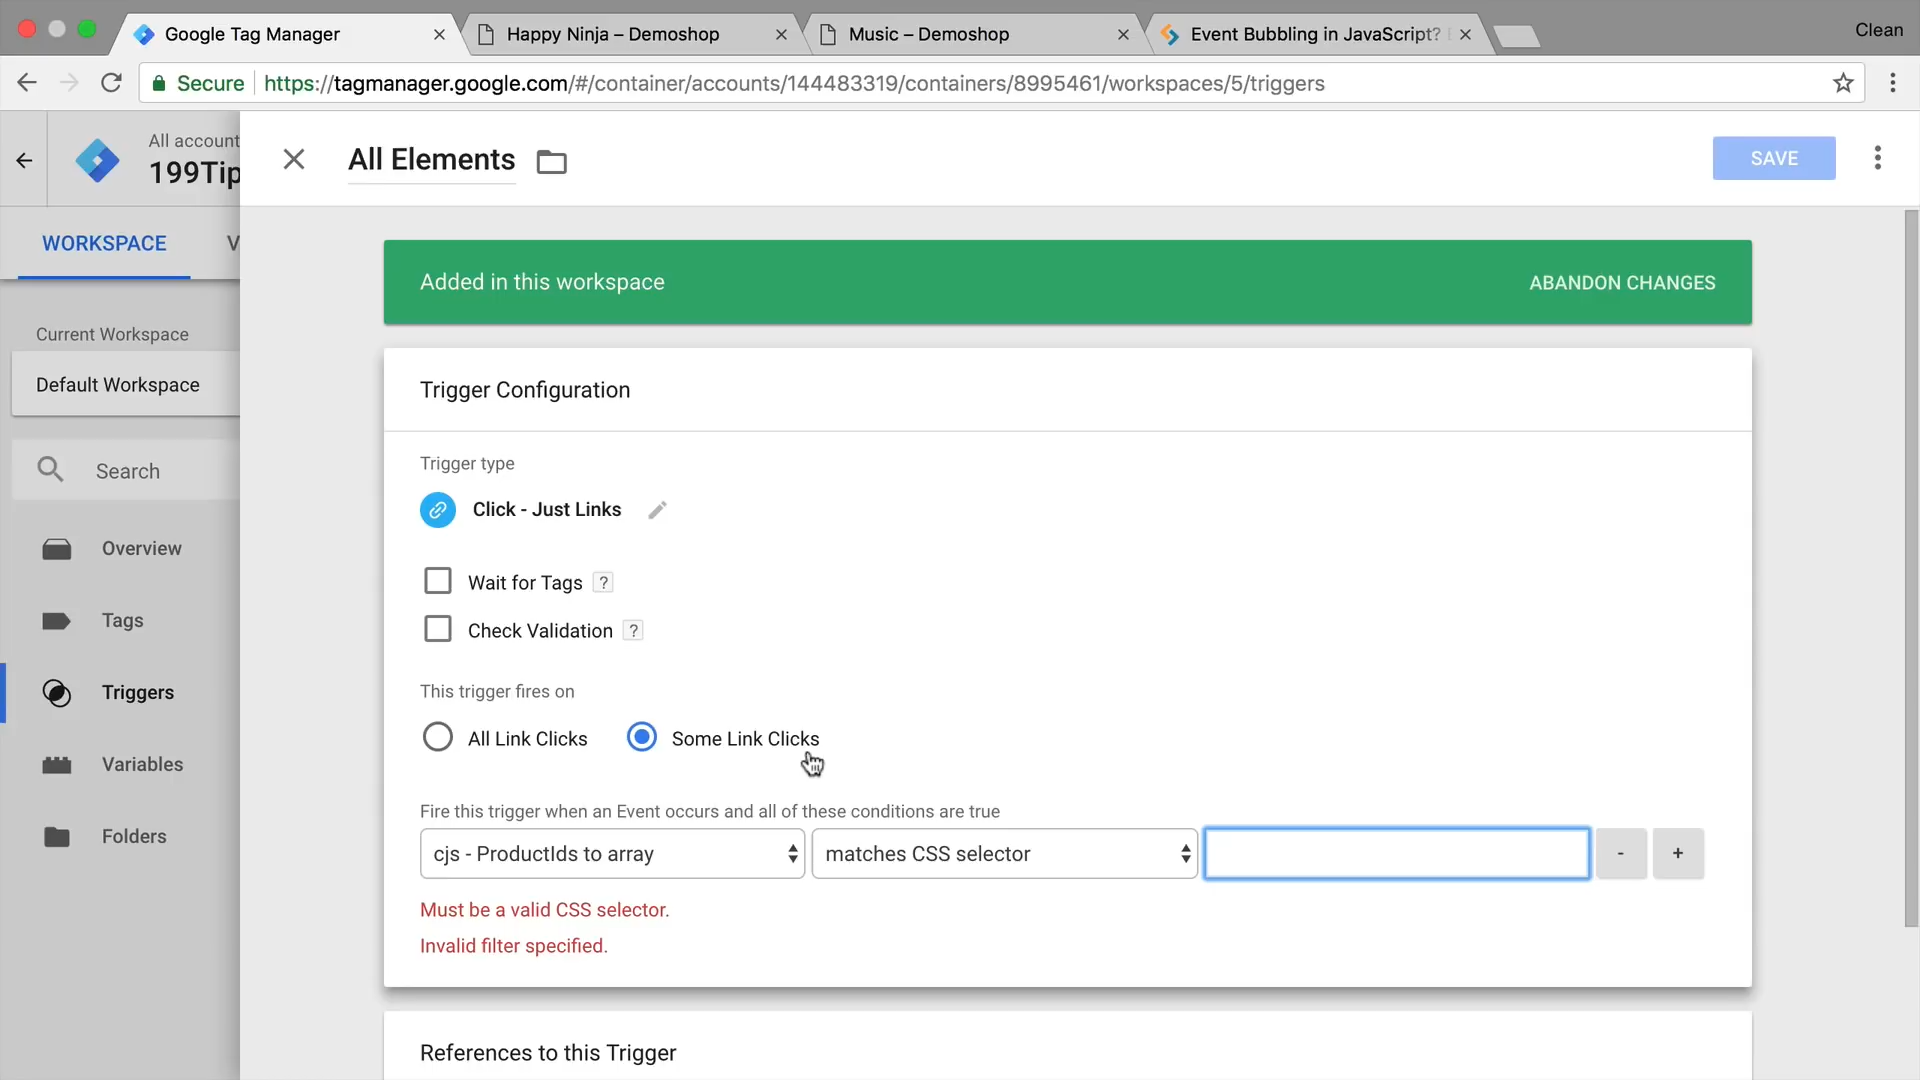 Google Tag Manager
Happy Ninja – Demoshop
Music – Demoshop
Event Bubbling in JavaScript?
Clean
Secure
https://tagmanager.google.com/#/container/accounts/144483319/containers/8995461/workspaces/5/triggers
All account
199Tip
All Elements
SAVE
WORKSPACE
V
Added in this workspace
ABANDON CHANGES
Current Workspace
Default Workspace
Trigger Configuration
Search
Trigger type
Click - Just Links
Overview
Wait for Tags ?
Tags
Check Validation ?
Triggers
This trigger fires on
All Link Clicks
Some Link Clicks
Variables
Fire this trigger when an Event occurs and all of these conditions are true
Folders
cjs - ProductIds to array
matches CSS selector
-
+
Must be a valid CSS selector.
Invalid filter specified.
References to this Trigger